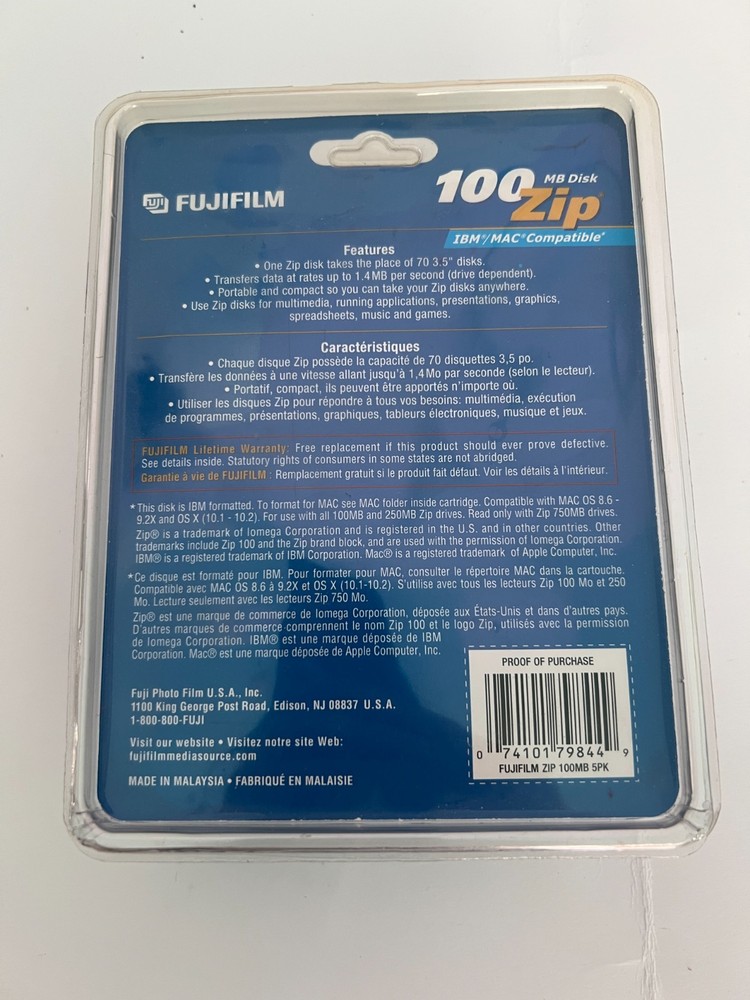 FUJIFILM
100 MB Disk
Zip®
IBM®/MAC® Compatible*
Features
• One Zip disk takes the place of 70 3.5" disks.
• Transfers data at rates up to 1.4MB per second (drive dependent).
• Portable and compact so you can take your Zip disks anywhere.
• Use Zip disks for multimedia, running applications, presentations, graphics,
spreadsheets, music and games.
Caractéristiques
• Chaque disque Zip possède la capacité de 70 disquettes 3,5 po.
• Transfère les données à une vitesse allant jusqu'à 1,4 Mo par seconde (selon le lecteur).
• Portatif, compact, ils peuvent être apportés n'importe où.
• Utiliser les disques Zip pour répondre à tous vos besoins: multimédia, exécution
de programmes, présentations, graphiques, tableurs électroniques, musique et jeux.
FUJIFILM Lifetime Warranty: Free replacement if this product should ever prove defective.
See details inside. Statutory rights of consumers in some states are not abridged.
Garantie à vie de FUJIFILM : Remplacement gratuit si le produit fait défaut. Voir les détails à l'intérieur.
* This disk is IBM formatted. To format for MAC see MAC folder inside cartridge. Compatible with MAC OS 8.6 -
9.2X and OS X (10.1 - 10.2). For use with all 100MB and 250MB Zip drives. Read only with Zip 750MB drives.
Zip® is a trademark of Iomega Corporation and is registered in the U.S. and in other countries. Other
trademarks include Zip 100 and the Zip brand block, and are used with the permission of Iomega Corporation.
IBM® is a registered trademark of IBM Corporation. Mac® is a registered trademark of Apple Computer, Inc.
* Ce disque est formaté pour IBM. Pour formater pour MAC, consulter le répertoire MAC dans la cartouche.
Compatible avec MAC OS 8.6 à 9.2X et OS X (10.1-10.2). S'utilise avec tous les lecteurs Zip 100 Mo et 250
Mo. Lecture seulement avec les lecteurs Zip 750 Mo.
Zip® est une marque de commerce de Iomega Corporation, déposée aux États-Unis et dans d'autres pays.
D'autres marques de commerce comprennent le nom Zip 100 et le logo Zip, utilisés avec la permission
de Iomega Corporation. IBM® est une marque déposée de IBM
Corporation. Mac® est une marque déposée de Apple Computer, Inc.
Fuji Photo Film U.S.A., Inc.
1100 King George Post Road, Edison, NJ 08837 U.S.A.
1-800-800-FUJI
Visit our website • Visitez notre site Web:
fujifilmmediasource.com
MADE IN MALAYSIA • FABRIQUÉ EN MALAISIE
PROOF OF PURCHASE
0 74101 79844 9
FUJIFILM ZIP 100MB 5PK